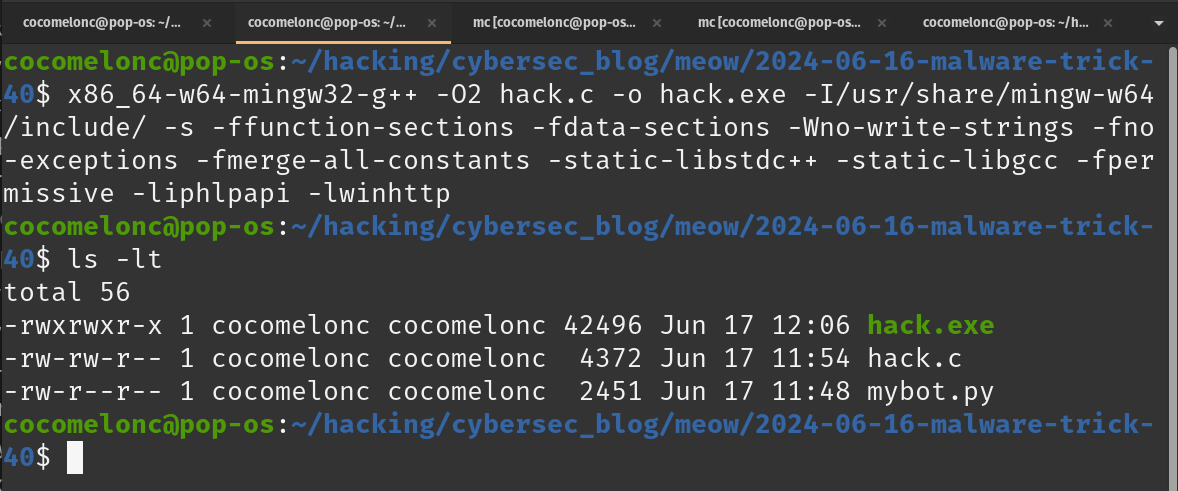 cocomelonc@pop-os: ~/...
cocomelonc@pop-os: ~/...
mc [cocomelonc@pop-os...
mc [cocomelonc@pop-os...
cocomelonc@pop-os: ~/h...
cocomelonc@pop-os:~/hacking/cybersec_blog/meow/2024-06-16-malware-trick-
40$ x86_64-w64-mingw32-g++ -O2 hack.c -o hack.exe -I/usr/share/mingw-w64
/include/ -s -ffunction-sections -fdata-sections -Wno-write-strings -fno
-exceptions -fmerge-all-constants -static-libstdc++ -static-libgcc -fper
missive -liphlpapi -lwinhttp
cocomelonc@pop-os:~/hacking/cybersec_blog/meow/2024-06-16-malware-trick-
40$ ls -lt
total 56
-rwxrwxr-x 1 cocomelonc cocomelonc 42496 Jun 17 12:06 hack.exe
-rw-rw-r-- 1 cocomelonc cocomelonc  4372 Jun 17 11:54 hack.c
-rw-r--r-- 1 cocomelonc cocomelonc  2451 Jun 17 11:48 mybot.py
cocomelonc@pop-os:~/hacking/cybersec_blog/meow/2024-06-16-malware-trick-
40$